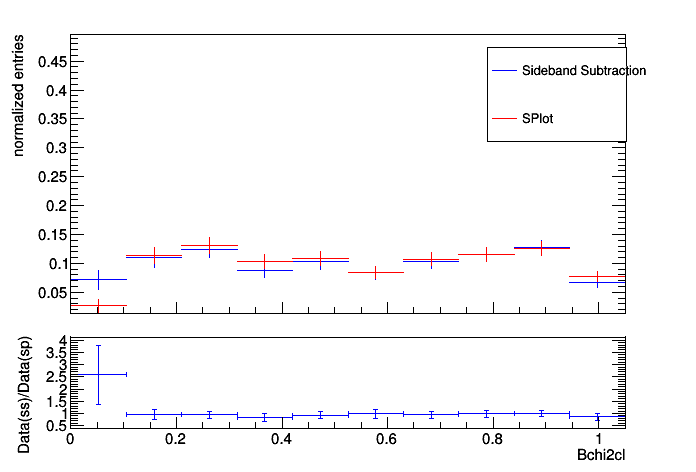 normalized entries
0.45
0.4
0.35
0.3
0.25
0.2
0.15
0.1
0.05
Sideband Subtraction
SPlot
Data(ss)/Data(sp)
4
3.5
3
2.5
2
1.5
1
0.5
0 0.2 0.4 0.6 0.8 1
Bchi2cl